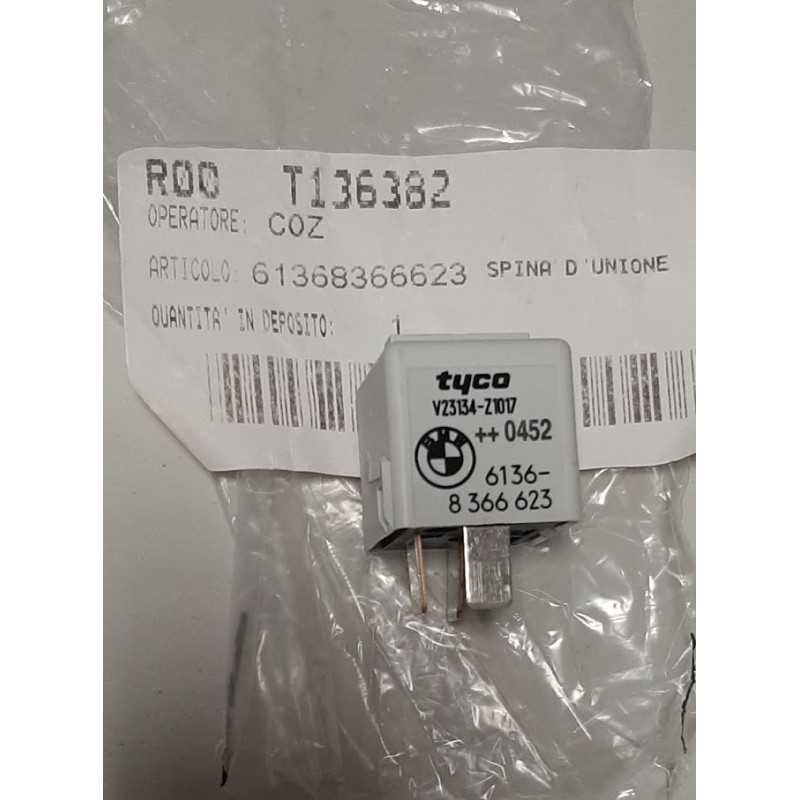 R00 T136382
OPERATORE: COZ
ARTICOLO: 61368366623 SPINA D'UNIONE
QUANTITA' IN DEPOSITO: 1
tyco
V23134-Z1017
++ 0452
BMW
6136-
8 366 623